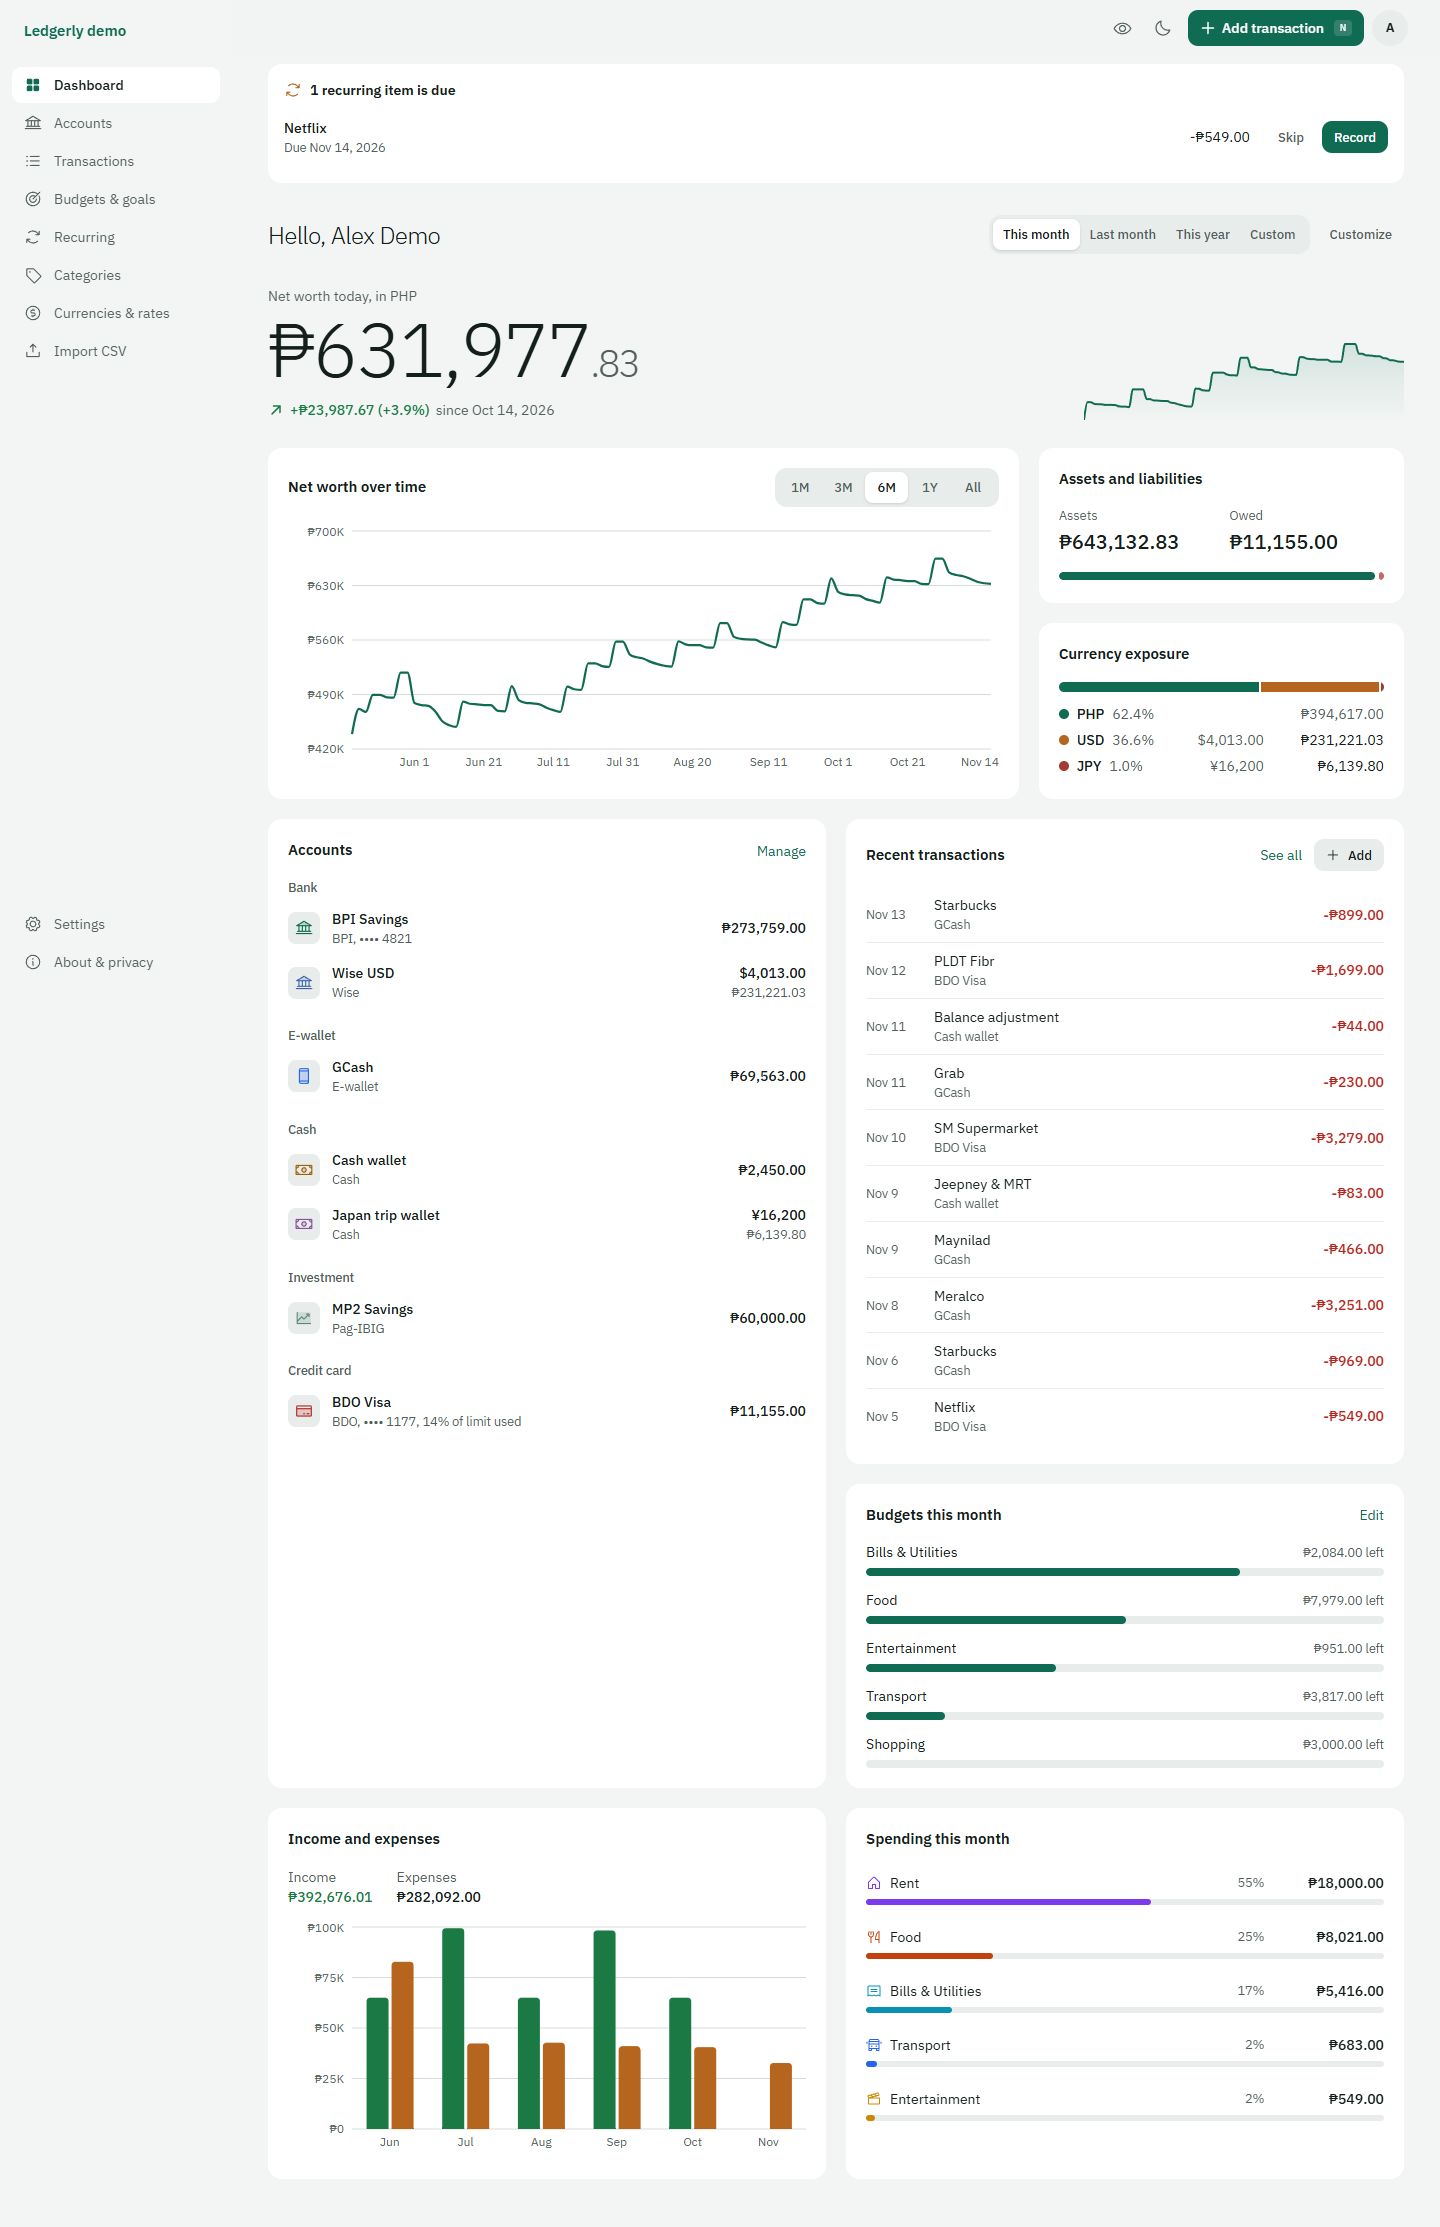 Ledgerly demo
Dashboard
Accounts
Transactions
Budgets & goals
Recurring
Categories
Currencies & rates
Import CSV
Settings
About & privacy
Add transaction N
A
1 recurring item is due
Netflix
Due Nov 14, 2026
-₱549.00 Skip Record
Hello, Alex Demo
This month Last month This year Custom Customize
Net worth today, in PHP
₱631,977.83
+₱23,987.67 (+3.9%) since Oct 14, 2026
Net worth over time
1M 3M 6M 1Y All
₱700K
₱630K
₱560K
₱490K
₱420K
Jun 1 Jun 21 Jul 11 Jul 31 Aug 20 Sep 11 Oct 1 Oct 21 Nov 14
Assets and liabilities
Assets Owed
₱643,132.83 ₱11,155.00
Currency exposure
PHP 62.4% ₱394,617.00
USD 36.6% $4,013.00 ₱231,221.03
JPY 1.0% ¥16,200 ₱6,139.80
Accounts Manage
Bank
BPI Savings
BPI, •••• 4821
₱273,759.00
Wise USD
Wise
$4,013.00
₱231,221.03
E-wallet
GCash
E-wallet
₱69,563.00
Cash
Cash wallet
Cash
₱2,450.00
Japan trip wallet
Cash
¥16,200
₱6,139.80
Investment
MP2 Savings
Pag-IBIG
₱60,000.00
Credit card
BDO Visa
BDO, •••• 1177, 14% of limit used
₱11,155.00
Recent transactions See all Add
Nov 13 Starbucks -₱899.00
GCash
Nov 12 PLDT Fibr -₱1,699.00
BDO Visa
Nov 11 Balance adjustment -₱44.00
Cash wallet
Nov 11 Grab -₱230.00
GCash
Nov 10 SM Supermarket -₱3,279.00
BDO Visa
Nov 9 Jeepney & MRT -₱83.00
Cash wallet
Nov 9 Maynilad -₱466.00
GCash
Nov 8 Meralco -₱3,251.00
GCash
Nov 6 Starbucks -₱969.00
GCash
Nov 5 Netflix -₱549.00
BDO Visa
Budgets this month Edit
Bills & Utilities ₱2,084.00 left
Food ₱7,979.00 left
Entertainment ₱951.00 left
Transport ₱3,817.00 left
Shopping ₱3,000.00 left
Income and expenses
Income Expenses
₱392,676.01 ₱282,092.00
₱100K
₱75K
₱50K
₱25K
₱0
Jun Jul Aug Sep Oct Nov
Spending this month
Rent 55% ₱18,000.00
Food 25% ₱8,021.00
Bills & Utilities 17% ₱5,416.00
Transport 2% ₱683.00
Entertainment 2% ₱549.00